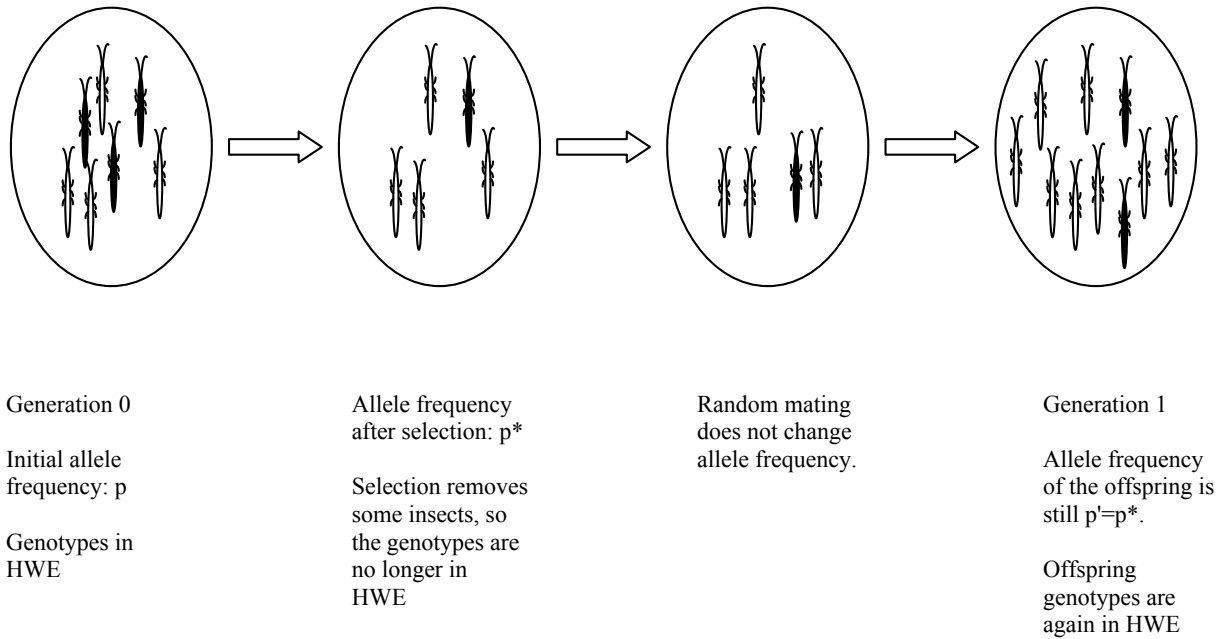 Generation 0
Initial allele
frequency: p
Genotypes in
HWE
Allele frequency
after selection: p*
Selection removes
some insects, so
the genotypes are
no longer in
HWE
Random mating
does not change
allele frequency.
Generation 1
Allele frequency
of the offspring is
still p'=p*.
Offspring
genotypes are
again in HWE